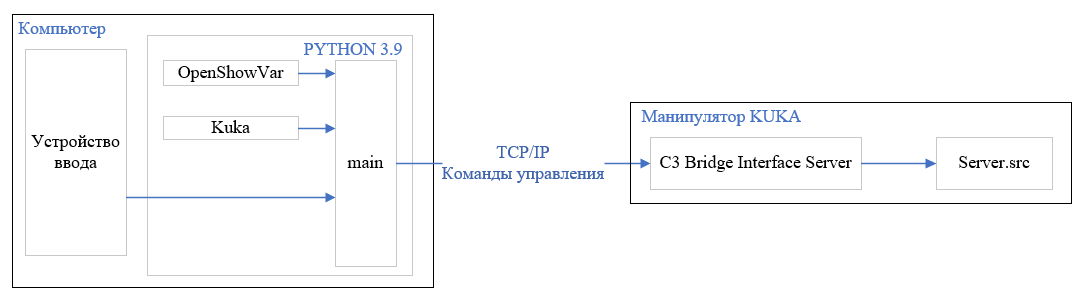 Компьютер
PYTHON 3.9
OpenShowVar
Kuka
Устройство
ввода
main
TCP/IP
Команды управления
Манипулятор KUKA
C3 Bridge Interface Server
Server.src